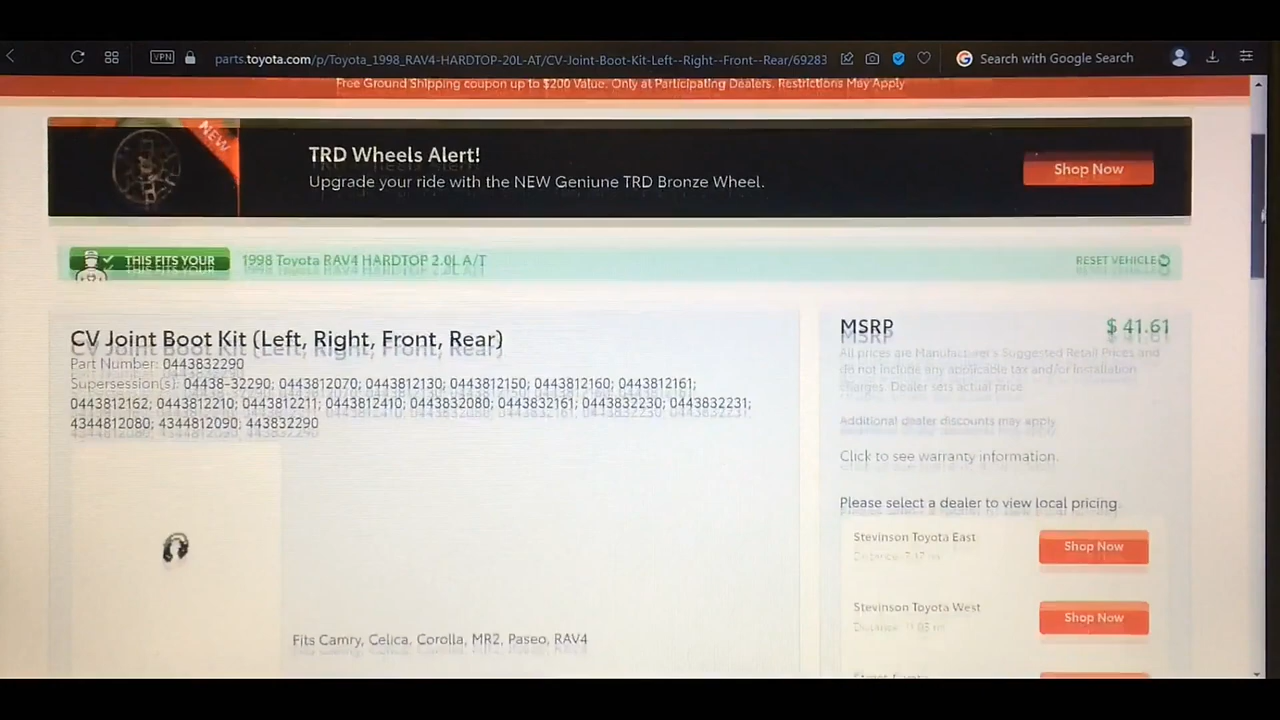 VPN
parts.toyota.com/p/Toyota_1998_RAV4-HARDTOP-20L-AT/CV-Joint-Boot-Kit-Left--Right--Front--Rear/69283
Search with Google Search
Free Ground Shipping coupon up to $200 Value. Only at Participating Dealers. Restrictions May Apply
NEW
TRD Wheels Alert!
Upgrade your ride with the NEW Geniune TRD Bronze Wheel.
Shop Now
THIS FITS YOUR
1998 Toyota RAV4 HARDTOP 2.0L A/T
RESET VEHICLE
CV Joint Boot Kit (Left, Right, Front, Rear)
Part Number: 0443832290
Supersession(s): 04438-32290; 0443812070; 0443812130; 0443812150; 0443812160; 0443812161;
0443812162; 0443812210; 0443812211; 0443812410; 0443832080; 0443832161; 0443832230; 0443832231;
4344812080; 4344812090; 443832290
Fits Camry, Celica, Corolla, MR2, Paseo, RAV4
MSRP
$ 41.61
All prices are Manufacturer's Suggested Retail Prices and
do not include any applicable tax and/or installation
charges. Dealer sets actual price.
Additional dealer discounts may apply.
Click to see warranty information.
Please select a dealer to view local pricing
Stevinson Toyota East
Shop Now
Stevinson Toyota West
Shop Now